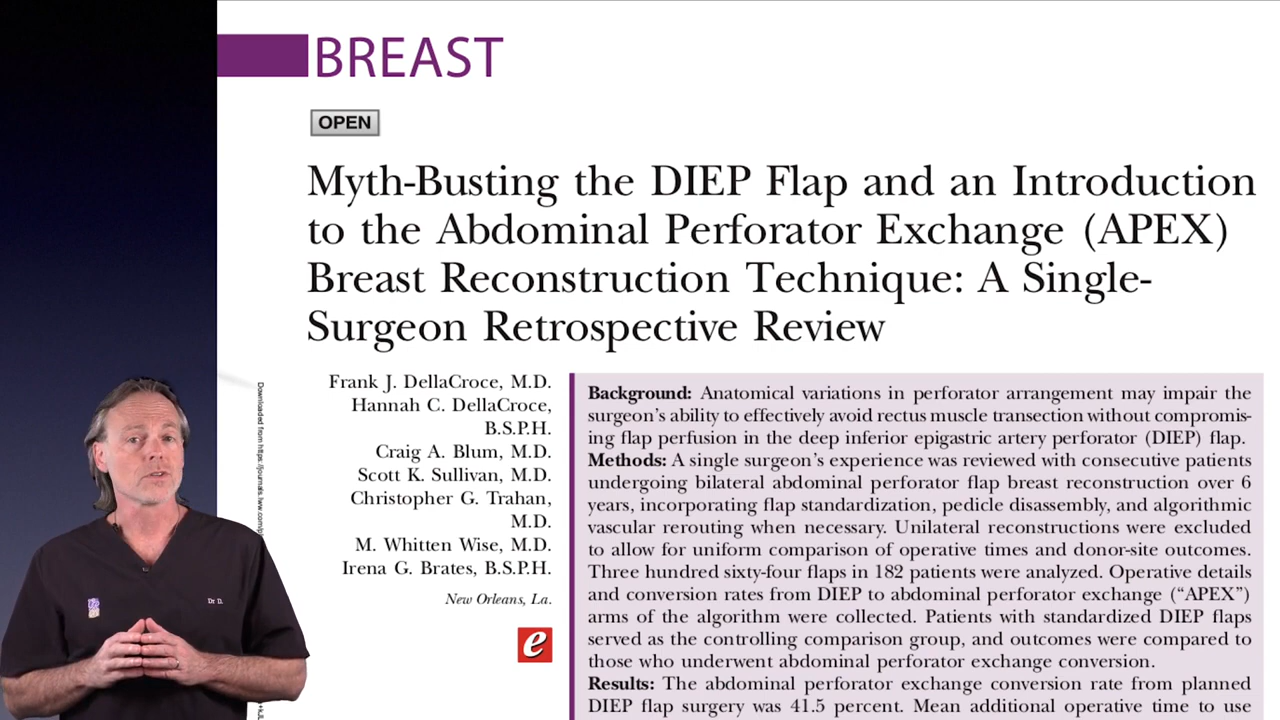 BREAST
OPEN
Myth-Busting the DIEP Flap and an Introduction
to the Abdominal Perforator Exchange (APEX)
Breast Reconstruction Technique: A Single-
Surgeon Retrospective Review
Frank J. DellaCroce, M.D.
Hannah C. DellaCroce,
B.S.P.H.
Craig A. Blum, M.D.
Scott K. Sullivan, M.D.
Christopher G. Trahan,
M.D.
M. Whitten Wise, M.D.
Irena G. Brates, B.S.P.H.
New Orleans, La.
e
Background: Anatomical variations in perforator arrangement may impair the
surgeon's ability to effectively avoid rectus muscle transection without compromis-
ing flap perfusion in the deep inferior epigastric artery perforator (DIEP) flap.
Methods: A single surgeon's experience was reviewed with consecutive patients
undergoing bilateral abdominal perforator flap breast reconstruction over 6
years, incorporating flap standardization, pedicle disassembly, and algorithmic
vascular rerouting when necessary. Unilateral reconstructions were excluded
to allow for uniform comparison of operative times and donor-site outcomes.
Three hundred sixty-four flaps in 182 patients were analyzed. Operative details
and conversion rates from DIEP to abdominal perforator exchange ("APEX")
arms of the algorithm were collected. Patients with standardized DIEP flaps
served as the controlling comparison group, and outcomes were compared to
those who underwent abdominal perforator exchange conversion.
Results: The abdominal perforator exchange conversion rate from planned
DIEP flap surgery was 41.5 percent. Mean additional operative time to use
Downloaded from https://journals.lww.com
Dr D.